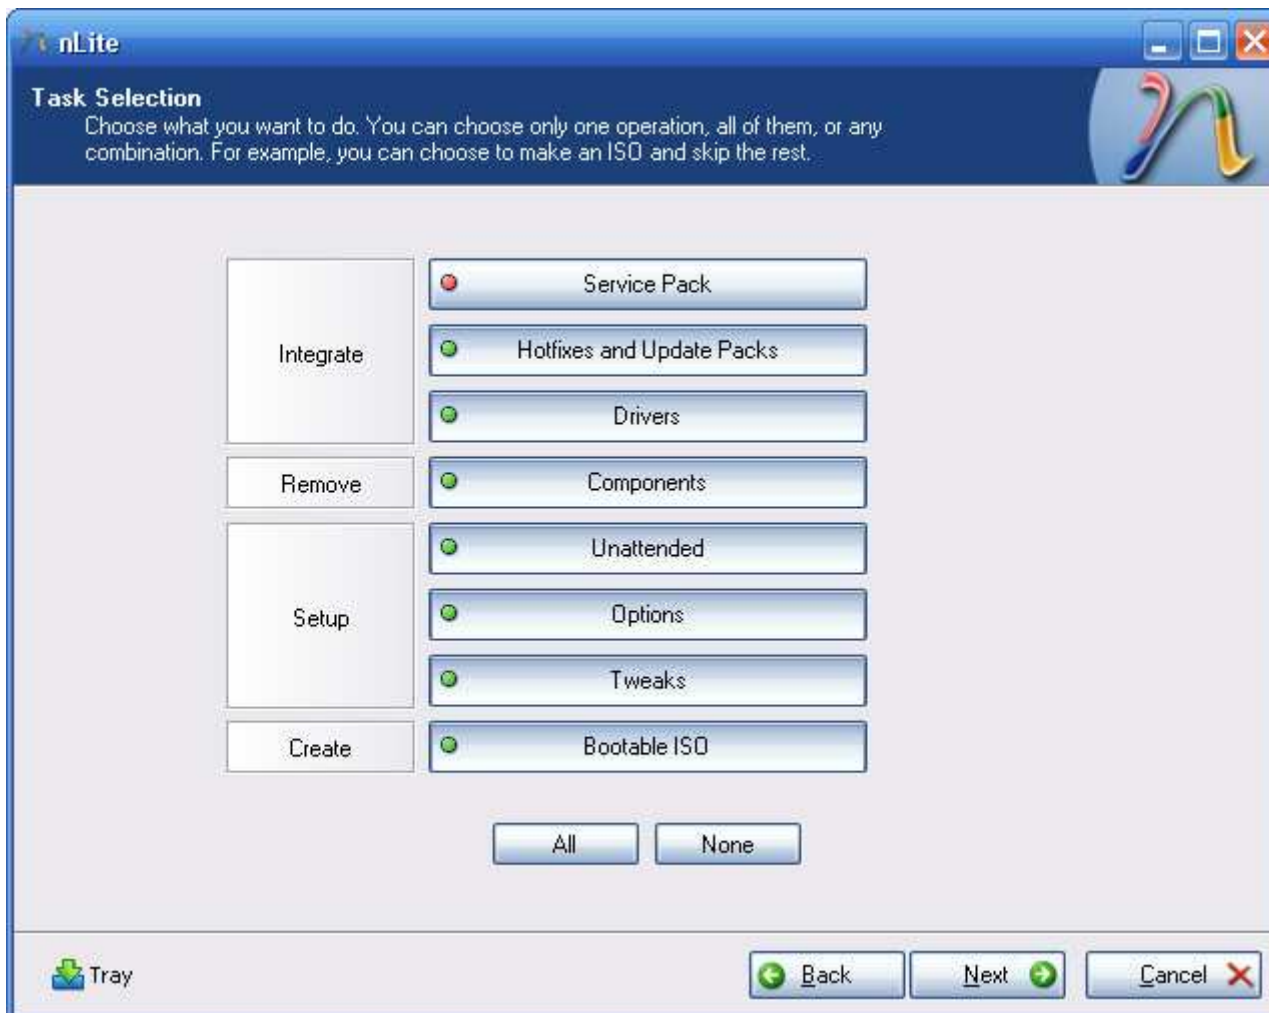 nLite
Task Selection
Choose what you want to do. You can choose only one operation, all of them, or any
combination. For example, you can choose to make an ISO and skip the rest.
Integrate
Service Pack
Hotfixes and Update Packs
Drivers
Remove
Components
Setup
Unattended
Options
Tweaks
Create
Bootable ISO
All
None
Tray
Back
Next
Cancel